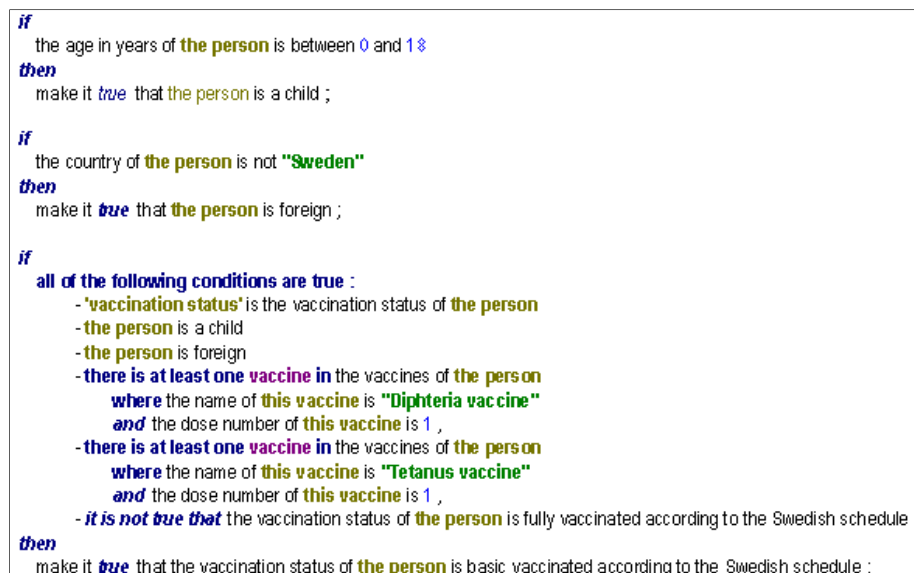 if
the age in years of the person is between 0 and 18
then
make it true that the person is a child ;
if
the country of the person is not "Sweden"
then
make it true that the person is foreign ;
if
all of the following conditions are true :
- 'vaccination status' is the vaccination status of the person
- the person is a child
- the person is foreign
- there is at least one vaccine in the vaccines of the person
where the name of this vaccine is "Diphteria vaccine"
and the dose number of this vaccine is 1 ,
- there is at least one vaccine in the vaccines of the person
where the name of this vaccine is "Tetanus vaccine"
and the dose number of this vaccine is 1 ,
- it is not true that the vaccination status of the person is fully vaccinated according to the Swedish schedule
then
make it true that the vaccination status of the person is basic vaccinated according to the Swedish schedule ;